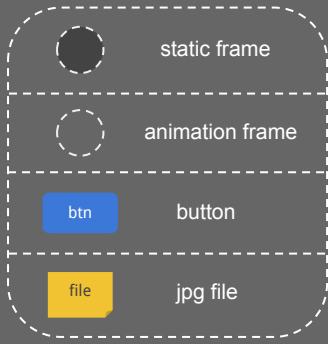 static frame
animation frame
btn
button
file
jpg file